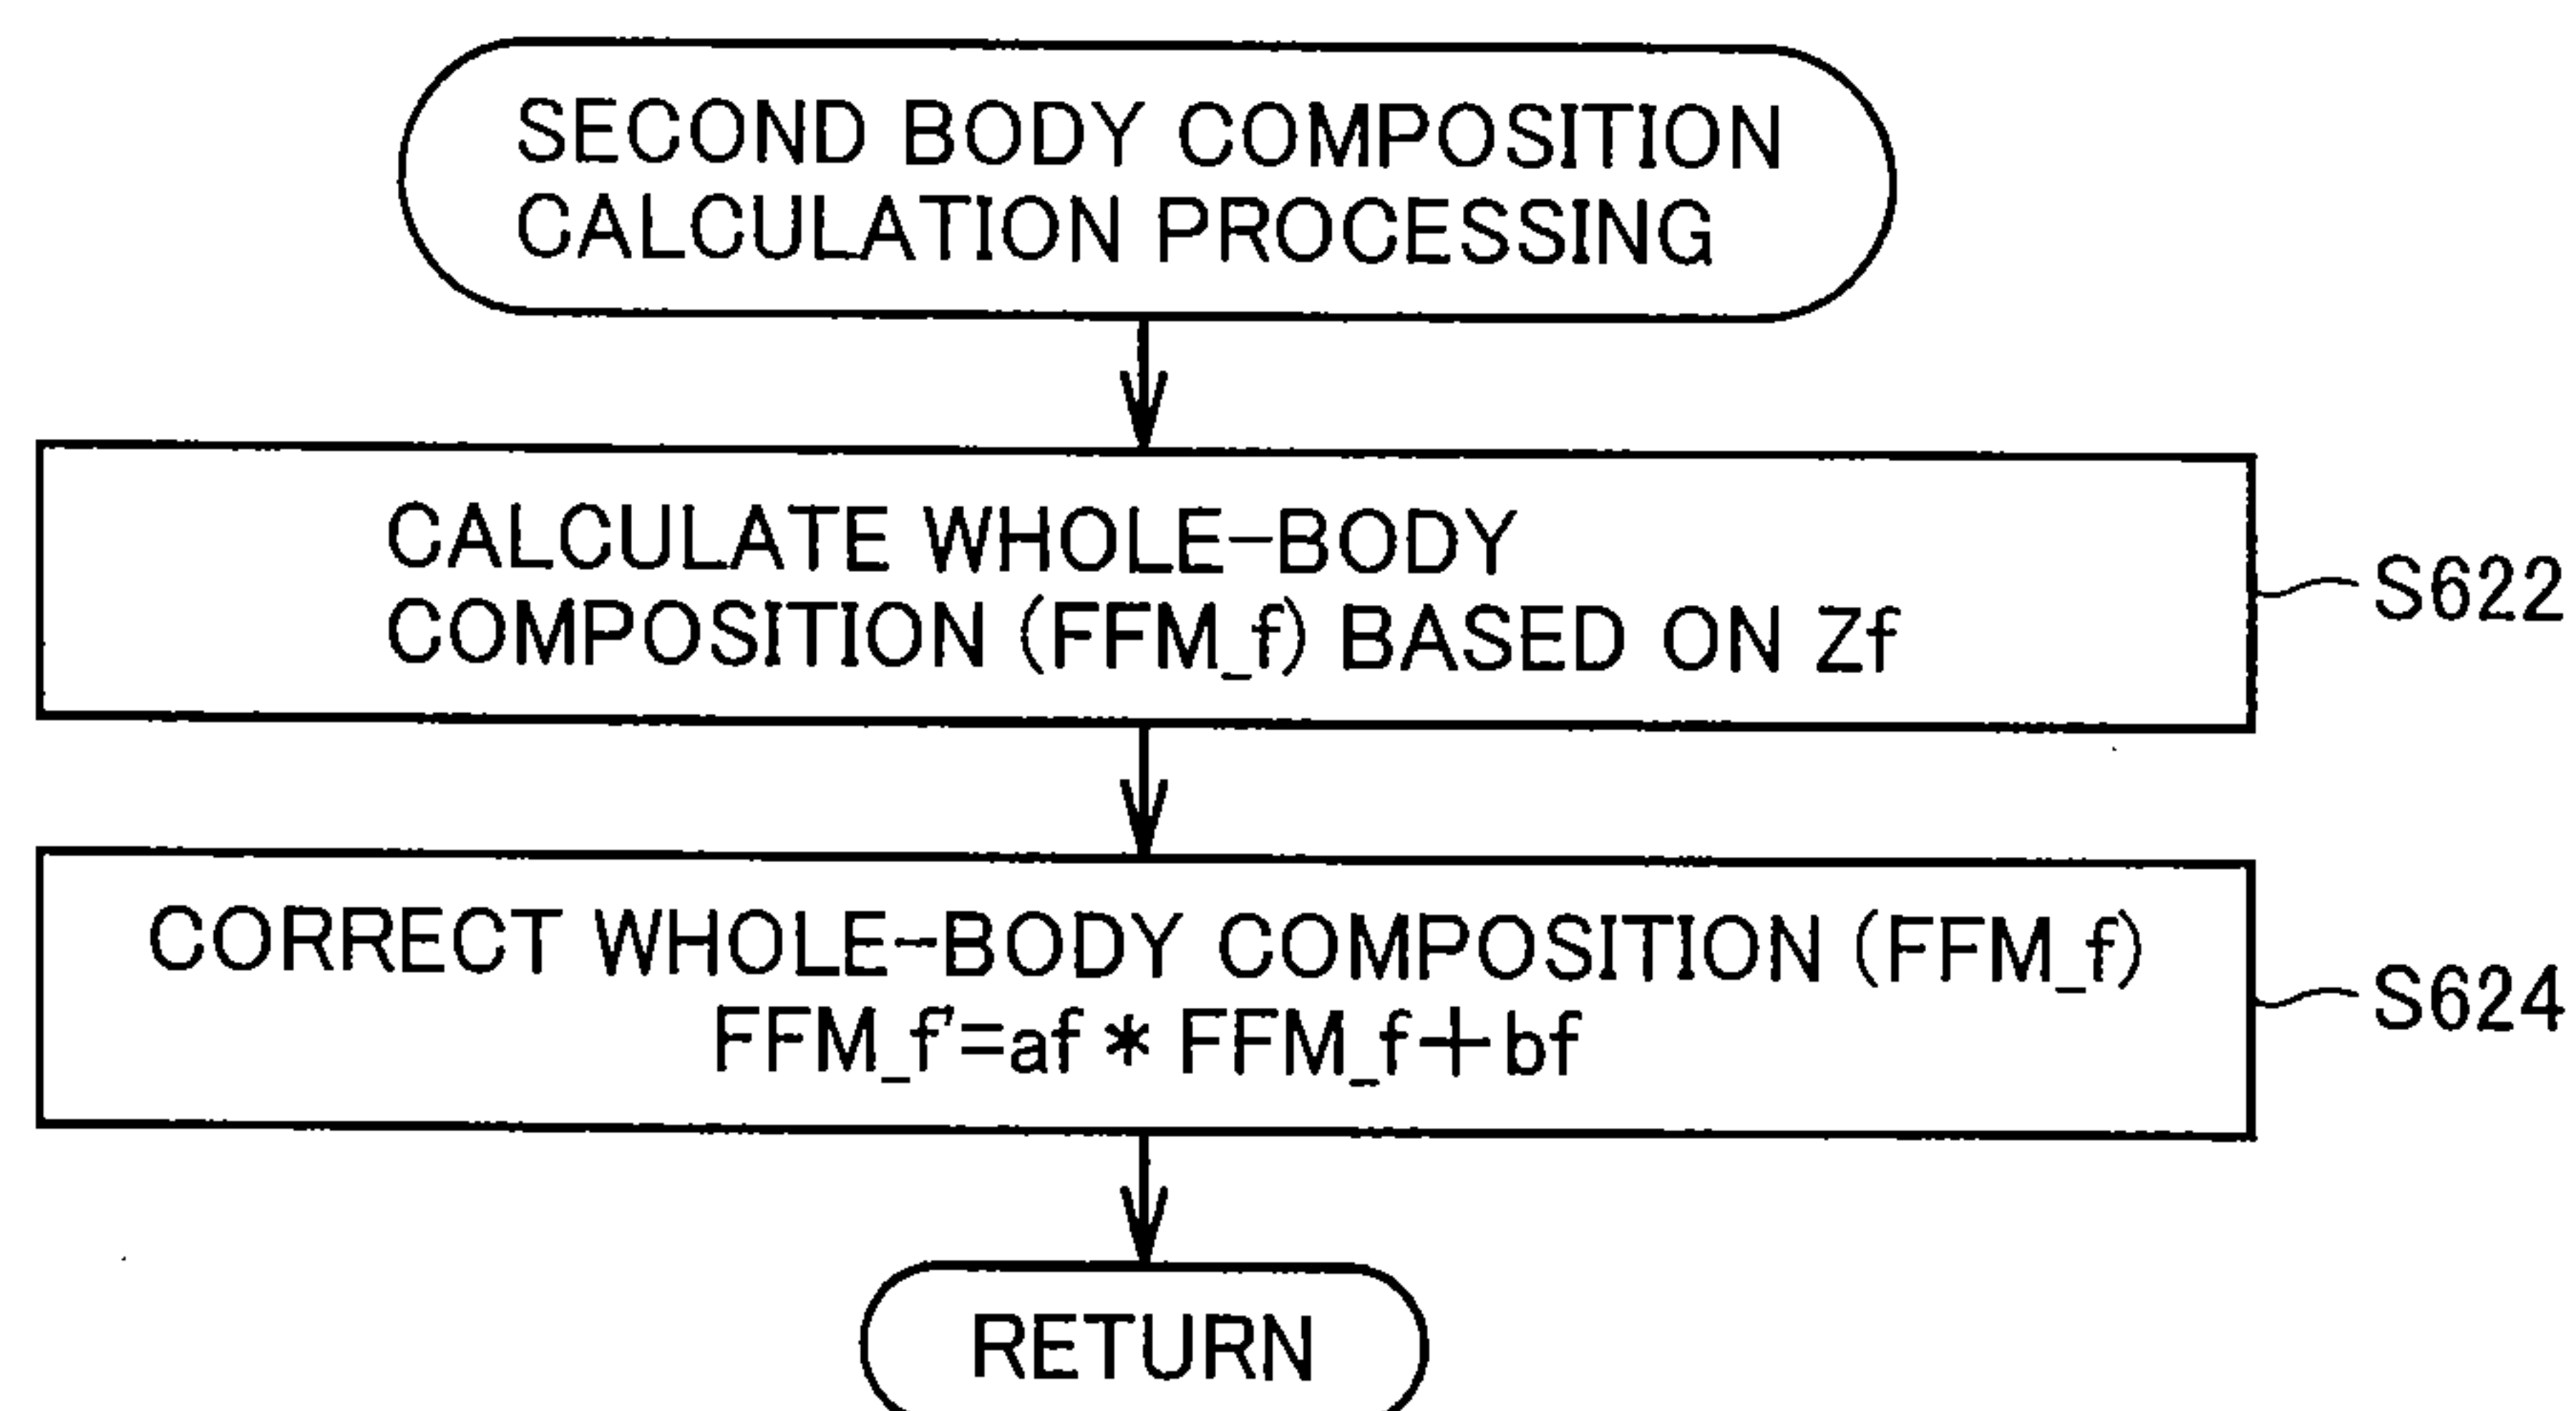 SECOND BODY COMPOSITION
CALCULATION PROCESSING
CALCULATE WHOLE-BODY
COMPOSITION (FFM_f) BASED ON Zf
S622
CORRECT WHOLE-BODY COMPOSITION (FFM_f)
FFM_f'=af * FFM_f+bf
S624
RETURN